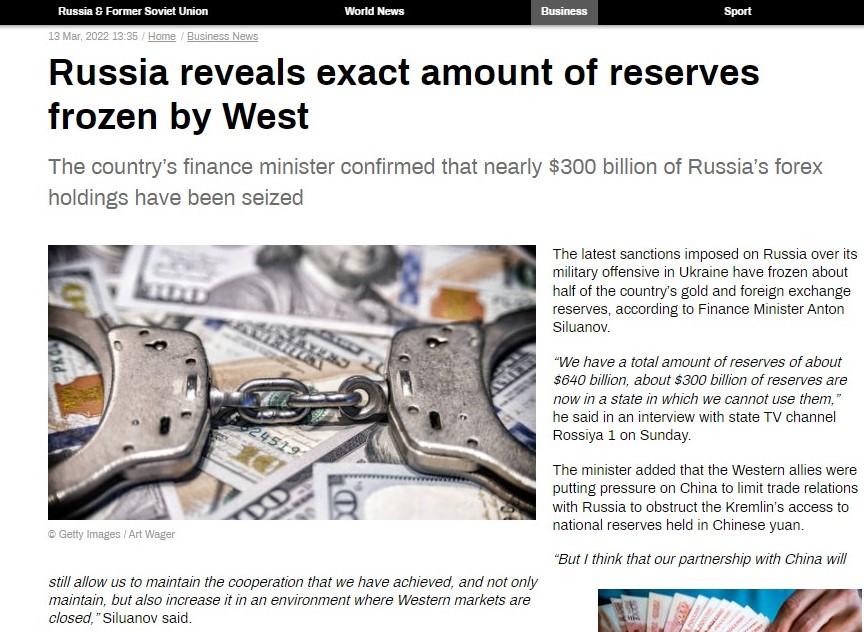 Russia & Former Soviet Union
World News
Business
Sport
13 Mar, 2022 13:35 / Home / Business News
Russia reveals exact amount of reserves
frozen by West
The country’s finance minister confirmed that nearly $300 billion of Russia’s forex
holdings have been seized
The latest sanctions imposed on Russia over its
military offensive in Ukraine have frozen about
half of the country’s gold and foreign exchange
reserves, according to Finance Minister Anton
Siluanov.
“We have a total amount of reserves of about
$640 billion, about $300 billion of reserves are
now in a state in which we cannot use them,”
he said in an interview with state TV channel
Rossiya 1 on Sunday.
The minister added that the Western allies were
putting pressure on China to limit trade relations
with Russia to obstruct the Kremlin’s access to
national reserves held in Chinese yuan.
© Getty Images / Art Wager
“But I think that our partnership with China will
still allow us to maintain the cooperation that we have achieved, and not only
maintain, but also increase it in an environment where Western markets are
closed,” Siluanov said.